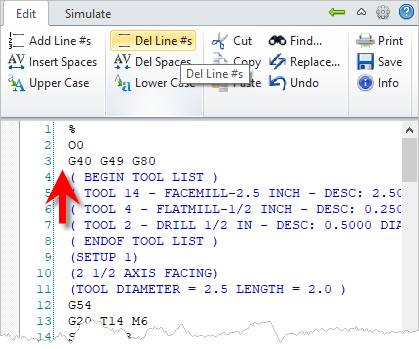 Edit Simulate
Add Line #s Del Line #s Cut Find... Print
Insert Spaces Del Spaces Copy Replace... Save
Upper Case Lower Case Paste Undo Info
Del Line #s
1 %
2 O0
3 G40 G49 G80
4 ( BEGIN TOOL LIST )
5 TOOL 14 - FACEMILL-2.5 INCH - DESC: 2.50
6 ( TOOL 4 - FLATMILL-1/2 INCH - DESC: 0.250
7 ( TOOL 2 - DRILL 1/2 IN - DESC: 0.5000 DIA
8 ( ENDOF TOOL LIST )
9 (SETUP 1)
10 (2 1/2 AXIS FACING)
11 (TOOL DIAMETER = 2.5 LENGTH = 2.0 )
12 G54
13 G20 T14 M6
14